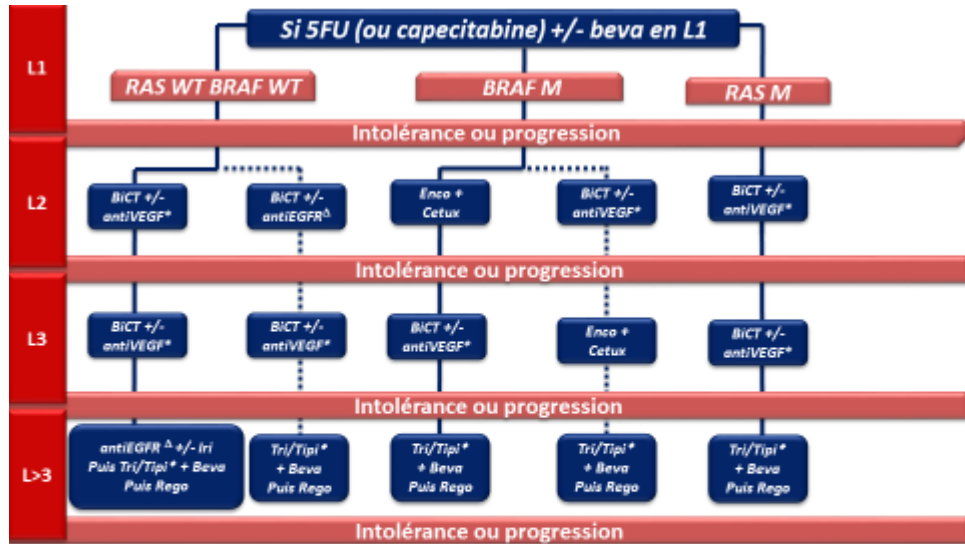 Si 5FU (ou capecitabine) +/- beva en L1
L1
RAS WT BRAF WT
BRAF M
RAS M
Intolérance ou progression
L2
BiCT +/-
antiVEGF*
BiCT +/-
antiEGFRΔ
Enco +
Cetux
BiCT +/-
antiVEGF*
BiCT +/-
antiVEGF*
Intolérance ou progression
L3
BiCT +/-
antiVEGF*
BiCT +/-
antiVEGF*
BiCT +/-
antiVEGF*
Enco +
Cetux
BiCT +/-
antiVEGF*
Intolérance ou progression
L>3
antiEGFR Δ +/- Iri
Puis Tri/Tipi* + Beva
Puis Rego
Tri/Tipi*
+ Beva
Puis Rego
Tri/Tipi*
+ Beva
Puis Rego
Tri/Tipi*
+ Beva
Puis Rego
Tri/Tipi*
+ Beva
Puis Rego
Intolérance ou progression